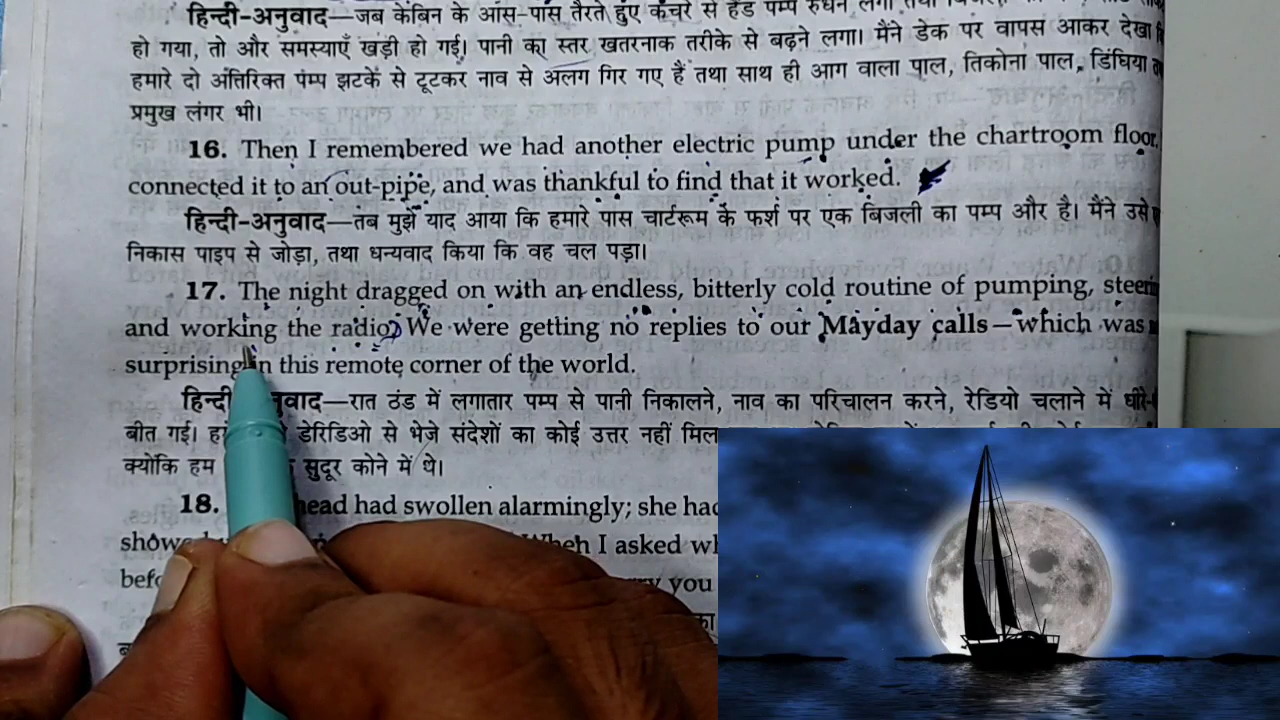 हिन्दी-अनुवाद—जब केबिन के आस-पास तैरते हुए कचरे से हैंड पम्प रुंधने लगा तथा
हो गया, तो और समस्याएँ खड़ी हो गई। पानी का स्तर खतरनाक तरीके से बढ़ने लगा। मैंने डेक पर वापस आकर देखा
हमारे दो अतिरिक्त पम्प झटके से टूटकर नाव से अलग गिर गए हैं तथा साथ ही आग वाला पाल, तिकोना पाल, डिंघिया
प्रमुख लंगर भी।
16. Then I remembered we had another electric pump under the chartroom floor,
connected it to an out-pipe, and was thankful to find that it worked.
हिन्दी-अनुवाद—तब मुझे याद आया कि हमारे पास चार्टरूम के फर्श पर एक बिजली का पम्प और है। मैंने उसे
निकास पाइप से जोड़ा, तथा धन्यवाद किया कि वह चल पड़ा।
17. The night dragged on with an endless, bitterly cold routine of pumping,
and working the radio. We were getting no replies to our Mayday calls—which was
surprising in this remote corner of the world.
रात ठंड में लगातार पम्प से पानी निकालने, नाव का परिचालन करने, रेडियो चलाने में
बीत गई। डेरिडिओ से भेजे संदेशों का कोई उत्तर नहीं
क्योंकि हम सुदूर कोने में थे।
18. head had swollen alarmingly; she had
When I asked
you